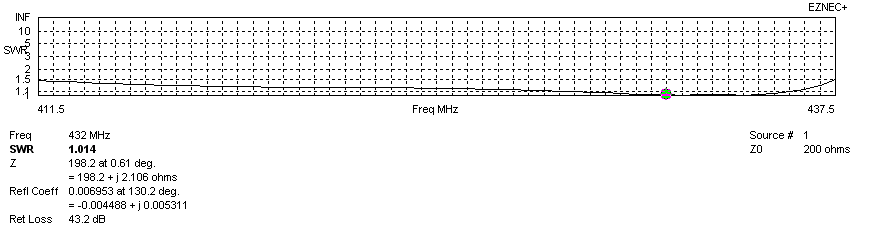 EZNEC+
INF
10
5
SWR
3
2
1.5
1.1
1
411.5 Freq MHz 437.5
Freq 432 MHz Source # 1
SWR 1.014 Z0 200 ohms
Z 198.2 at 0.61 deg.
= 198.2 + j 2.106 ohms
Refl Coeff 0.006953 at 130.2 deg.
= -0.004488 + j 0.005311
Ret Loss 43.2 dB